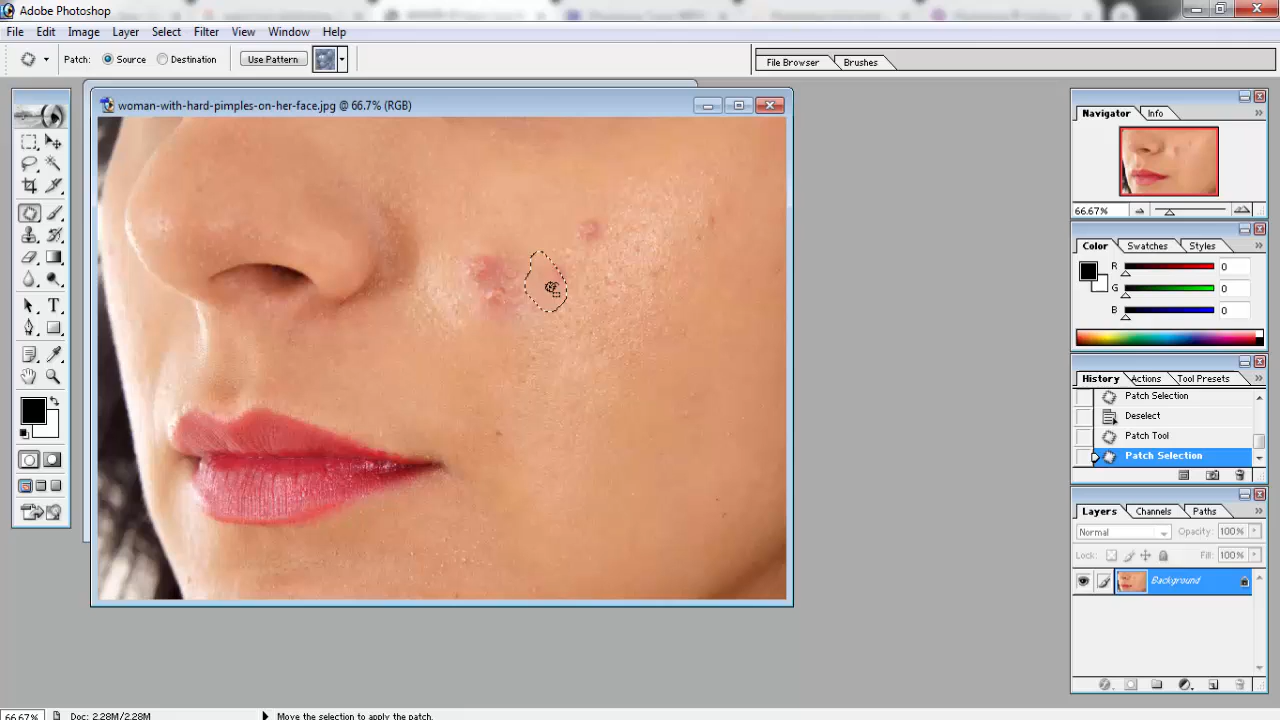 Adobe Photoshop
File Edit Image Layer Select Filter View Window Help
Patch: Source Destination Use Pattern
File Browser Brushes
woman-with-hard-pimples-on-her-face.jpg @ 66.7% (RGB)
Navigator Info
66.67%
Color Swatches Styles
R 0
G 0
B 0
History Actions Tool Presets
Patch Selection
Deselect
Patch Tool
Patch Selection
Layers Channels Paths
Normal Opacity: 100%
Lock: Fill: 100%
Background
66.67% Doc: 2.28M/2.28M Move the selection to apply the patch.